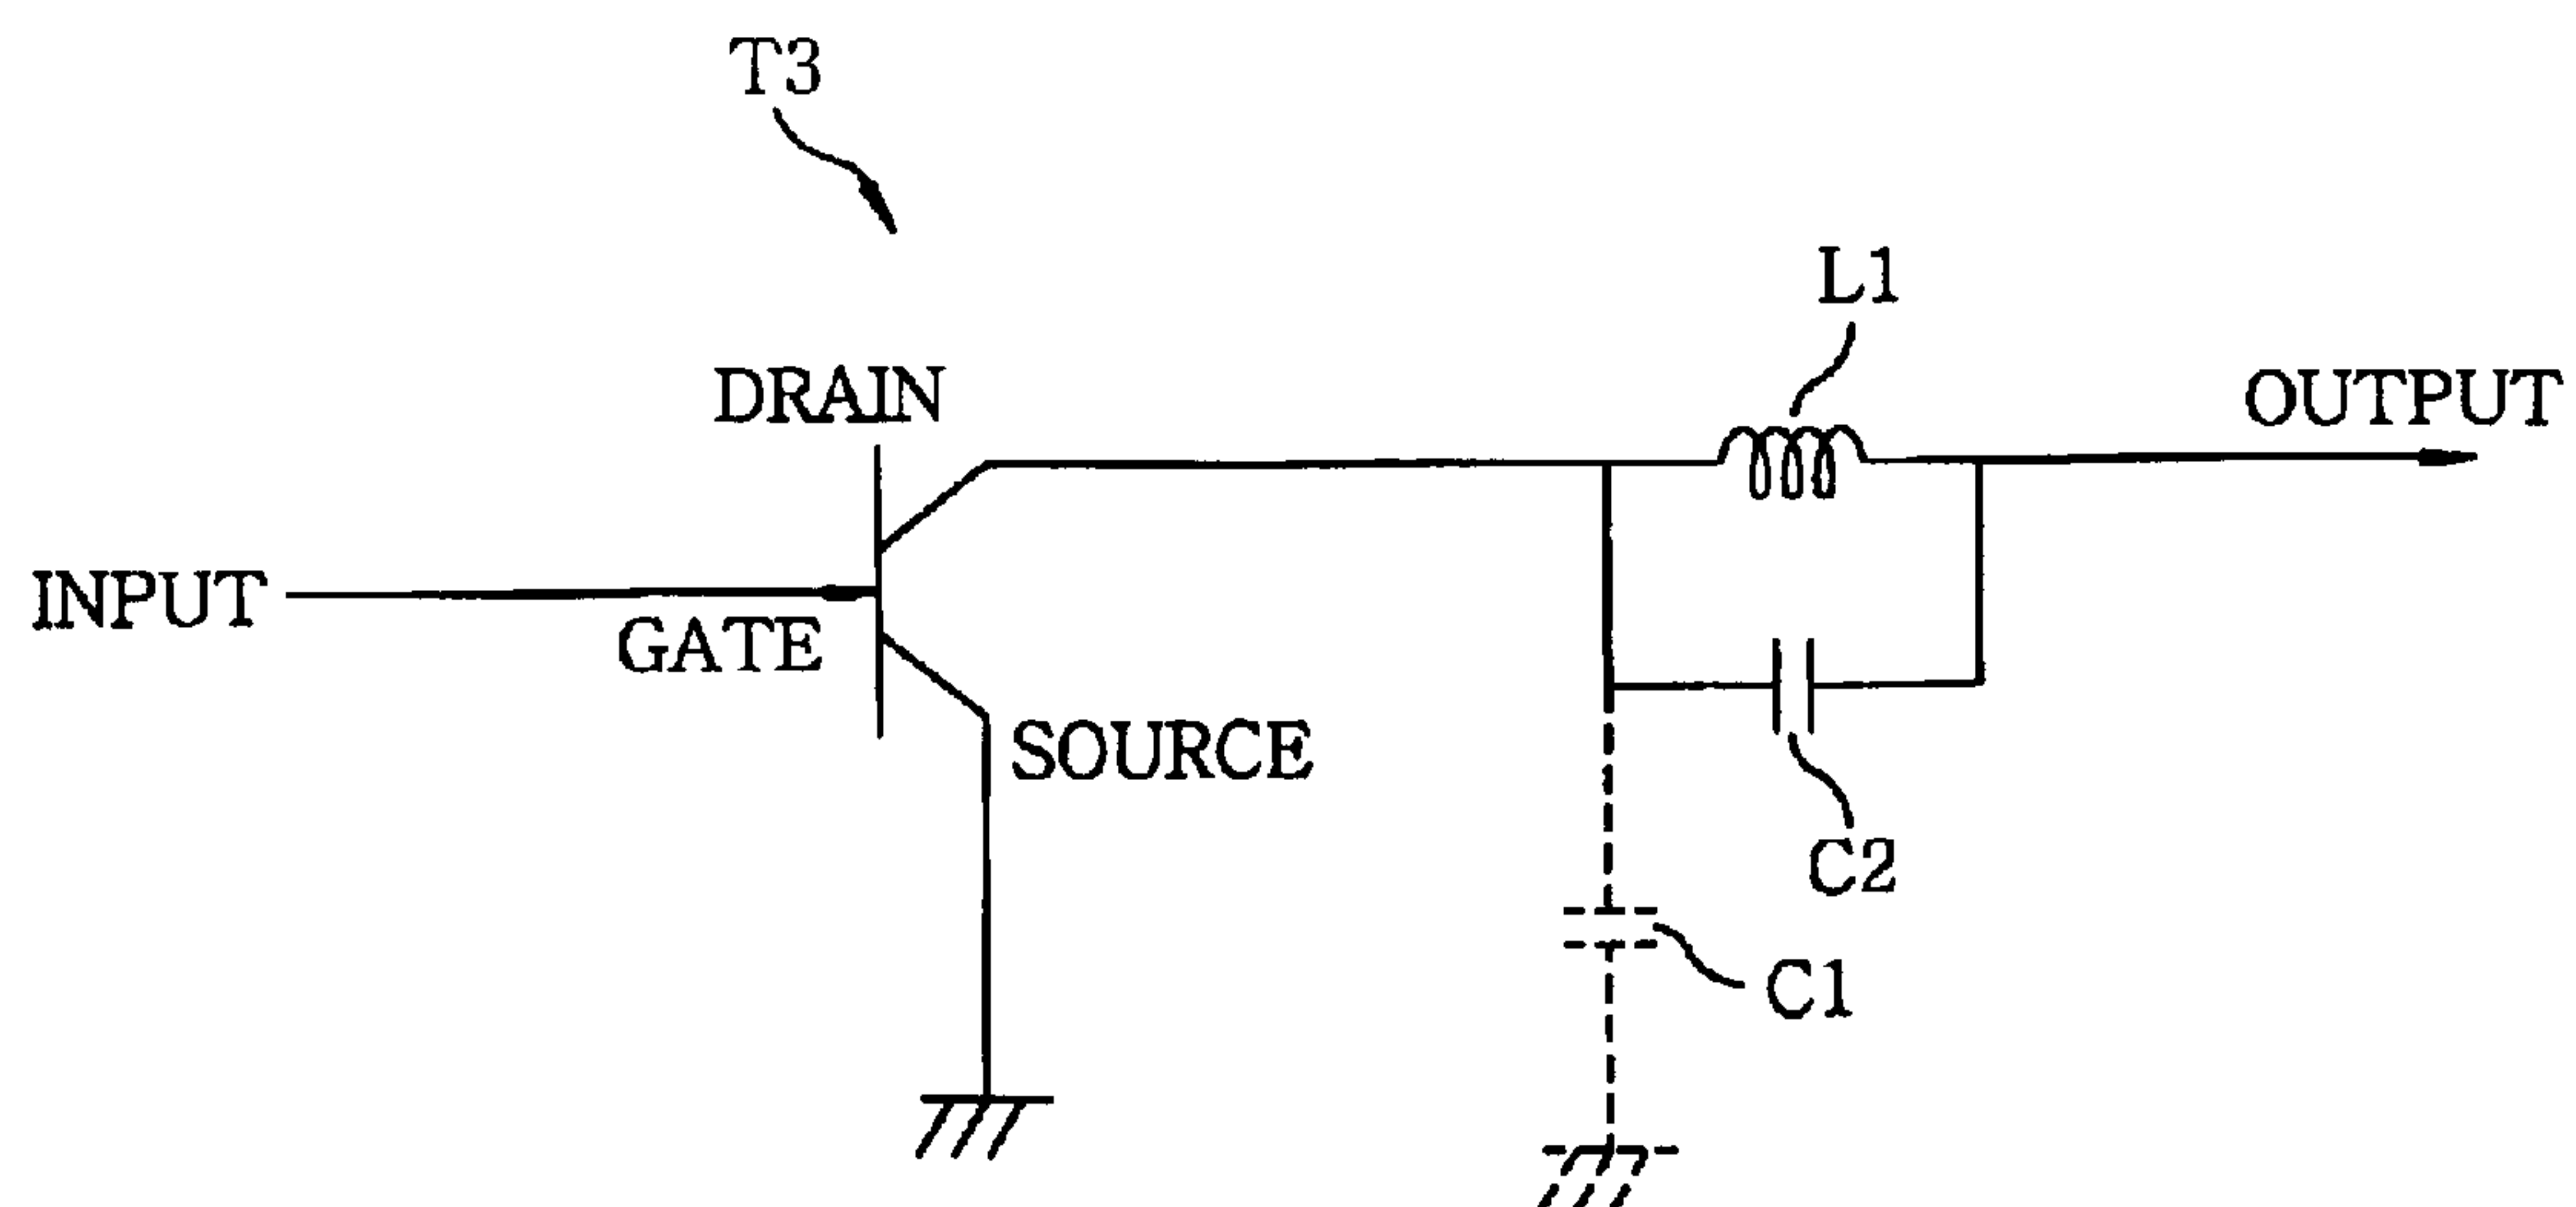 T3
L1
DRAIN
OUTPUT
INPUT
GATE
SOURCE
C2
C1